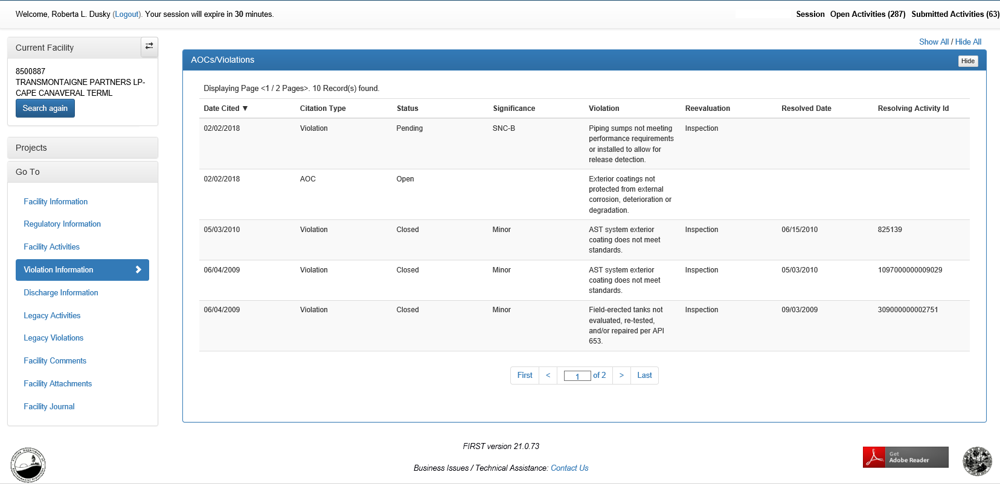 Welcome, Roberta L. Dusky (Logout). Your session will expire in 30 minutes.
Session Open Activities (287) Submitted Activities (63)
Current Facility
8500887
TRANSMONTAIGNE PARTNERS LP-
CAPE CANAVERAL TERML
Search again
Projects
Go To
Facility Information
Regulatory Information
Facility Activities
Violation Information
Discharge Information
Legacy Activities
Legacy Violations
Facility Comments
Facility Attachments
Facility Journal
Show All / Hide All
AOCs/Violations
Hide
Displaying Page <1 / 2 Pages>. 10 Record(s) found.
Date Cited ▼ Citation Type Status Significance Violation Reevaluation Resolved Date Resolving Activity Id
02/02/2018 Violation Pending SNC-B Piping sumps not meeting Inspection
performance requirements
or installed to allow for
release detection.
02/02/2018 AOC Open Exterior coatings not
protected from external
corrosion, deterioration or
degradation.
05/03/2010 Violation Closed Minor AST system exterior Inspection 06/15/2010 825139
coating does not meet
standards.
06/04/2009 Violation Closed Minor AST system exterior Inspection 05/03/2010 1097000000009029
coating does not meet
standards.
06/04/2009 Violation Closed Minor Field-erected tanks not Inspection 09/03/2009 309000000002751
evaluated, re-tested,
and/or repaired per API
653.
First < 1 of 2 > Last
FIRST version 21.0.73
Business Issues / Technical Assistance: Contact Us
Get
Adobe Reader